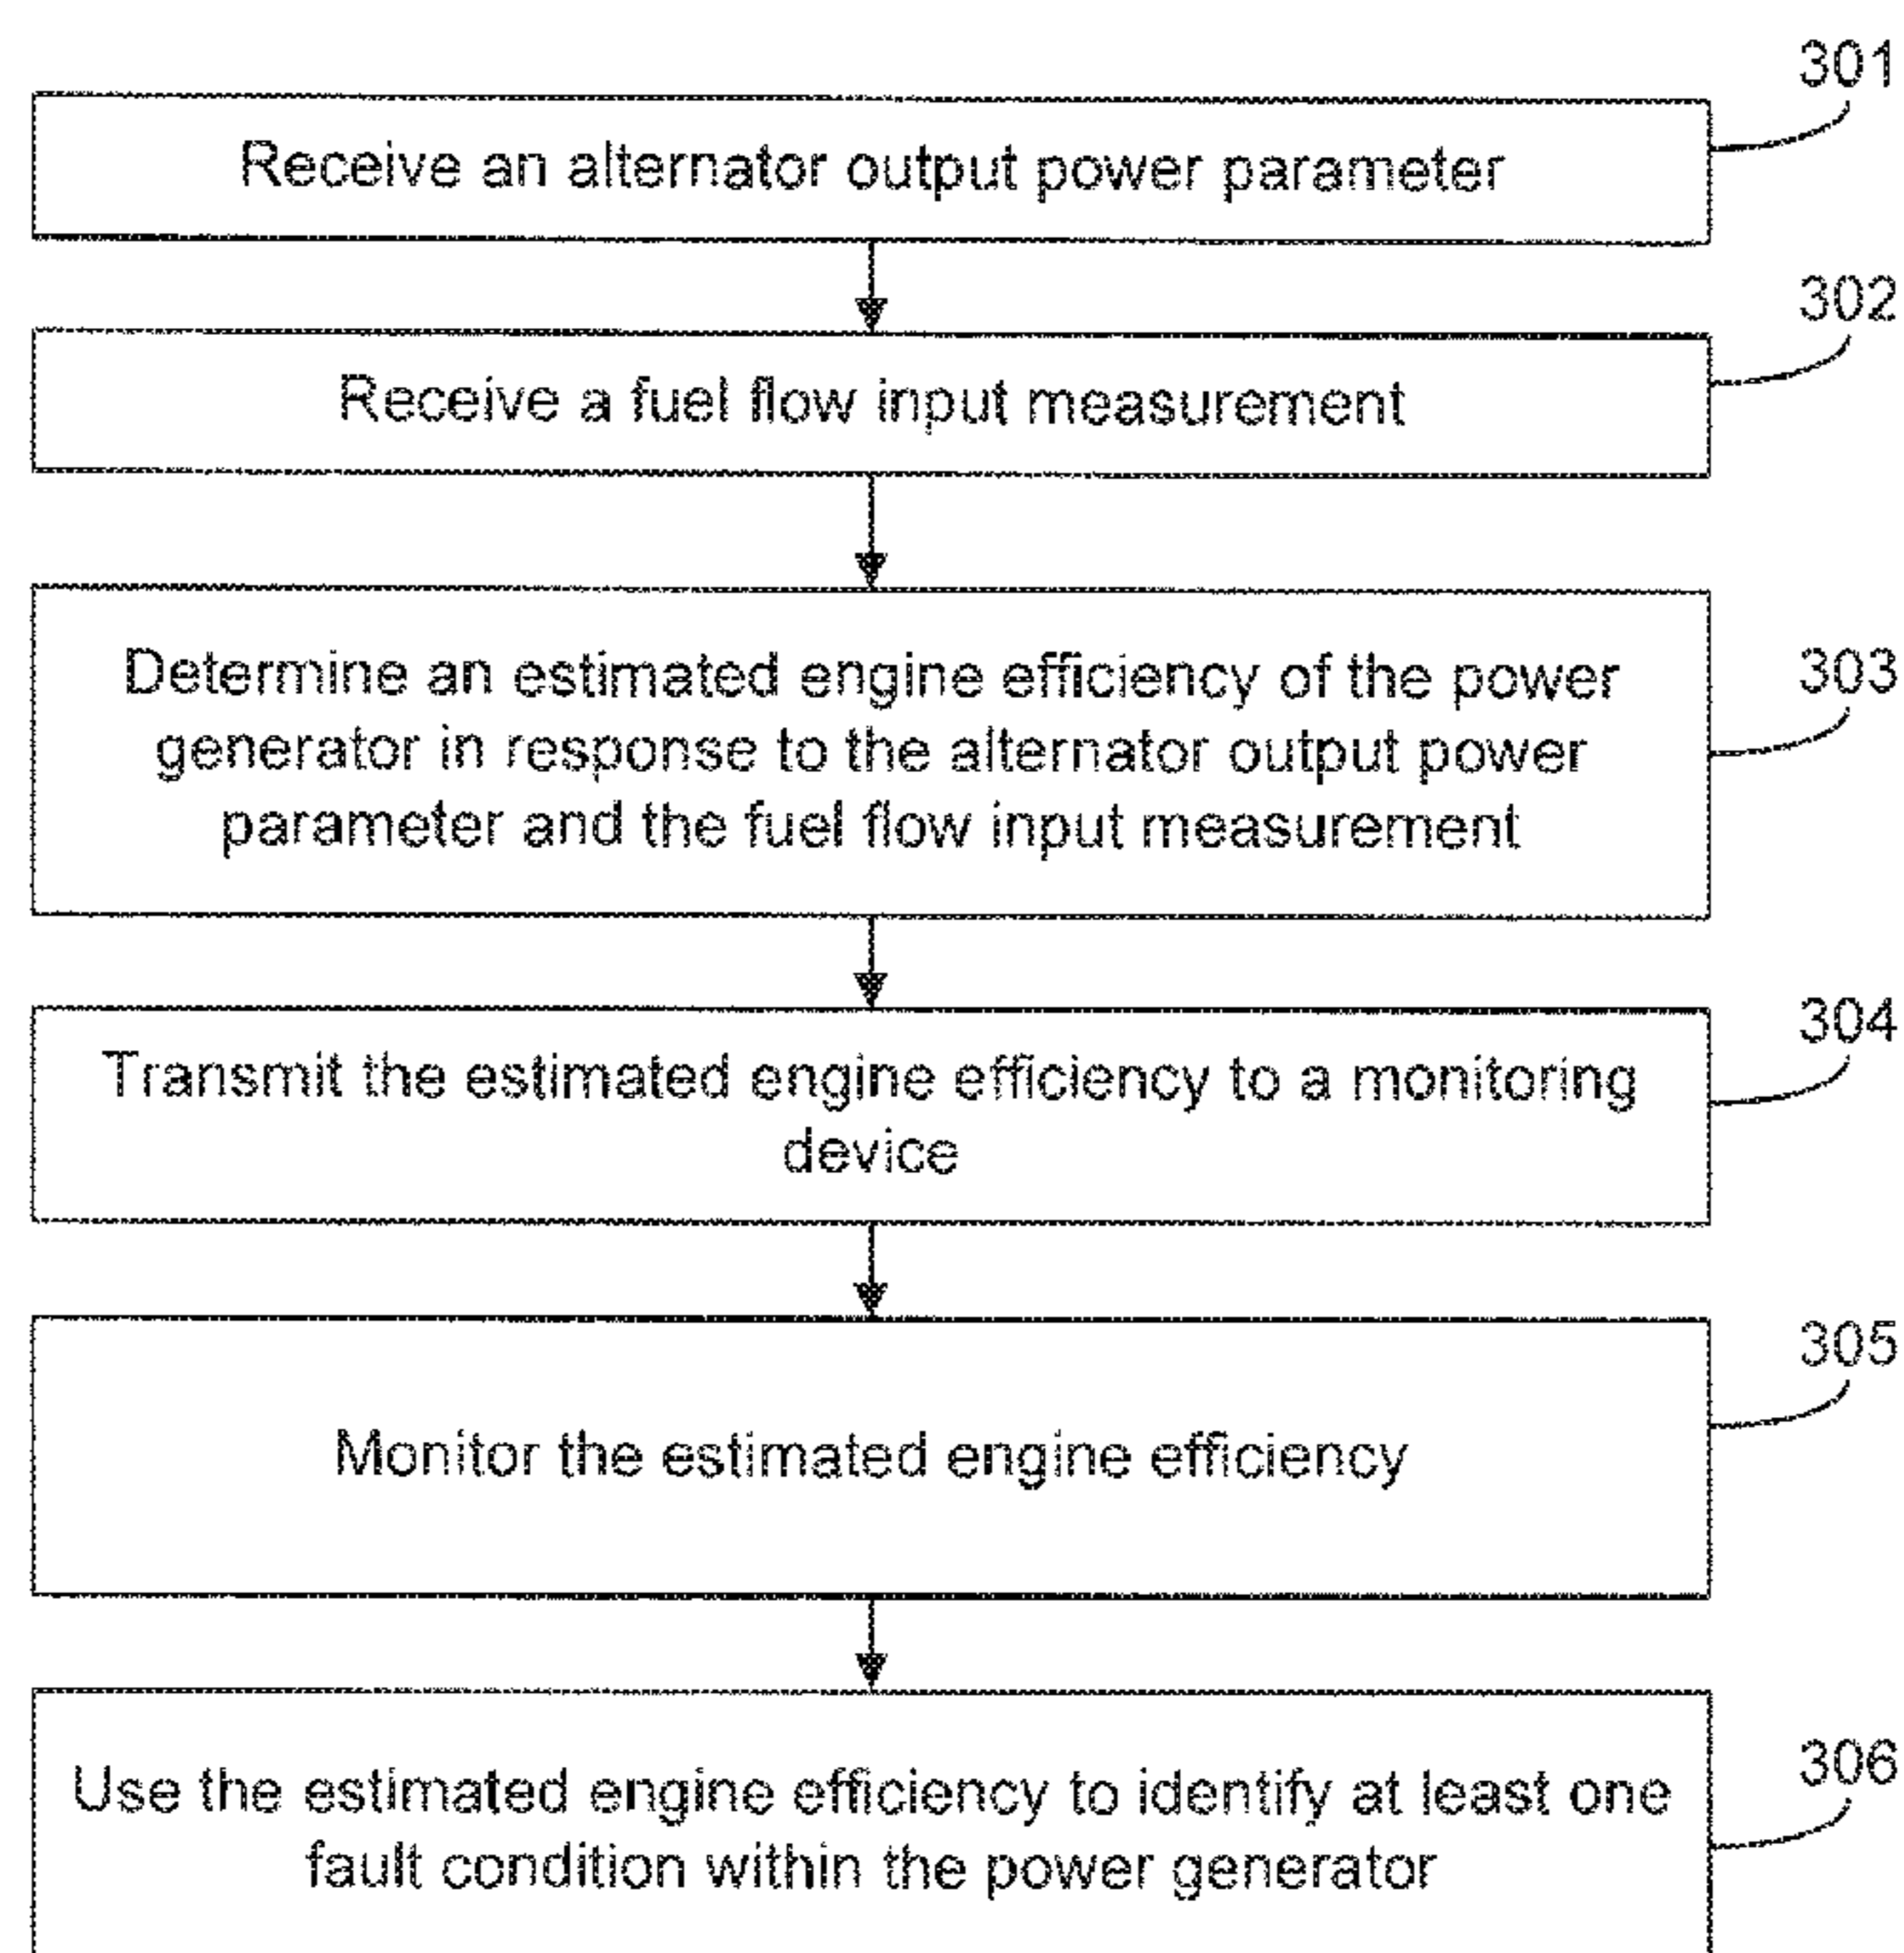 301
Receive an alternator output power parameter
302
Receive a fuel flow input measurement
303
Determine an estimated engine efficiency of the power
generator in response to the alternator output power
parameter and the fuel flow input measurement
304
Transmit the estimated engine efficiency to a monitoring
device
305
Monitor the estimated engine efficiency
306
Use the estimated engine efficiency to identify at least one
fault condition within the power generator